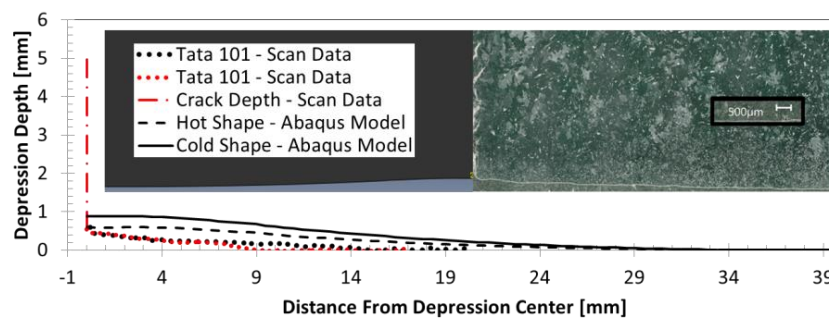 6
5
4
3
2
1
0
Depression Depth [mm]
Tata 101 - Scan Data
Tata 101 - Scan Data
Crack Depth - Scan Data
Hot Shape - Abaqus Model
Cold Shape - Abaqus Model
500µm
-1 4 9 14 19 24 29 34 39
Distance From Depression Center [mm]